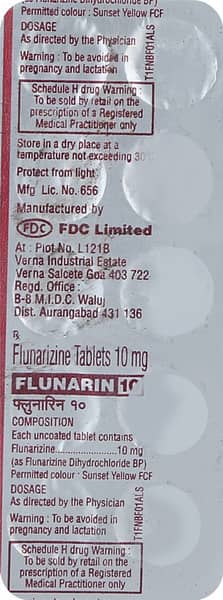 (as Flunarizine Dihydrochloride BP)
Permitted colour : Sunset Yellow FCF
DOSAGE
As directed by the Physician
Warning : To be avoided in
pregnancy and lactation
Schedule H drug Warning :
To be sold by retail on the
prescription of a Registered
Medical Practitioner only
T1FNBF01ALS
Store in a dry place at a
temperature not exceeding 30
Protect from light.
Mfg Lic. No. 656
Manufactured by
FDC FDC Limited
At : Plot No. L121B
Verna Industrial Estate
Verna Salcete Goa 403 722
Regd. Office :
B-8 M.I.D.C. Waluj
Dist. Aurangabad 431 136
℞
Flunarizine Tablets 10 mg
FLUNARIN 10
फ्लुनारिन १०
COMPOSITION
Each uncoated tablet contains
Flunarizine.....................10 mg
(as Flunarizine Dihydrochloride BP)
Permitted colour : Sunset Yellow FCF
DOSAGE
As directed by the Physician
Warning : To be avoided in
pregnancy and lactation
Schedule H drug Warning :
To be sold by retail on the
prescription of a Registered
Medical Practitioner only
T1FNBF01ALS